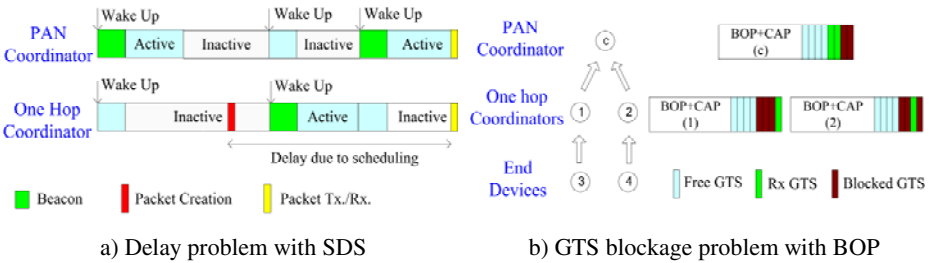 Wake Up
Wake Up
Wake Up
PAN
Coordinator
Active
Inactive
Inactive
Active
Wake Up
Wake Up
One Hop
Coordinator
Inactive
Active
Inactive
Delay due to scheduling
Beacon
Packet Creation
Packet Tx./Rx.
a) Delay problem with SDS
PAN
Coordinator
c
BOP+CAP
(c)
One hop
Coordinators
1
2
BOP+CAP
(1)
BOP+CAP
(2)
End
Devices
3
4
Free GTS
Rx GTS
Blocked GTS
b) GTS blockage problem with BOP